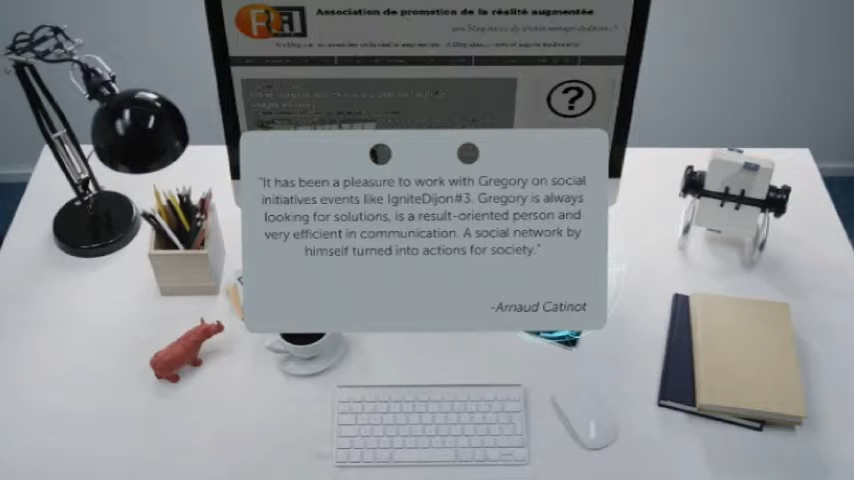 RA
Association de promotion de la réalité augmentée
?
"It has been a pleasure to work with Gregory on social
initiatives events like IgniteDijon#3. Gregory is always
looking for solutions, is a result-oriented person and
very efficient in communication. A social network by
himself turned into actions for society."
-Arnaud Catinot